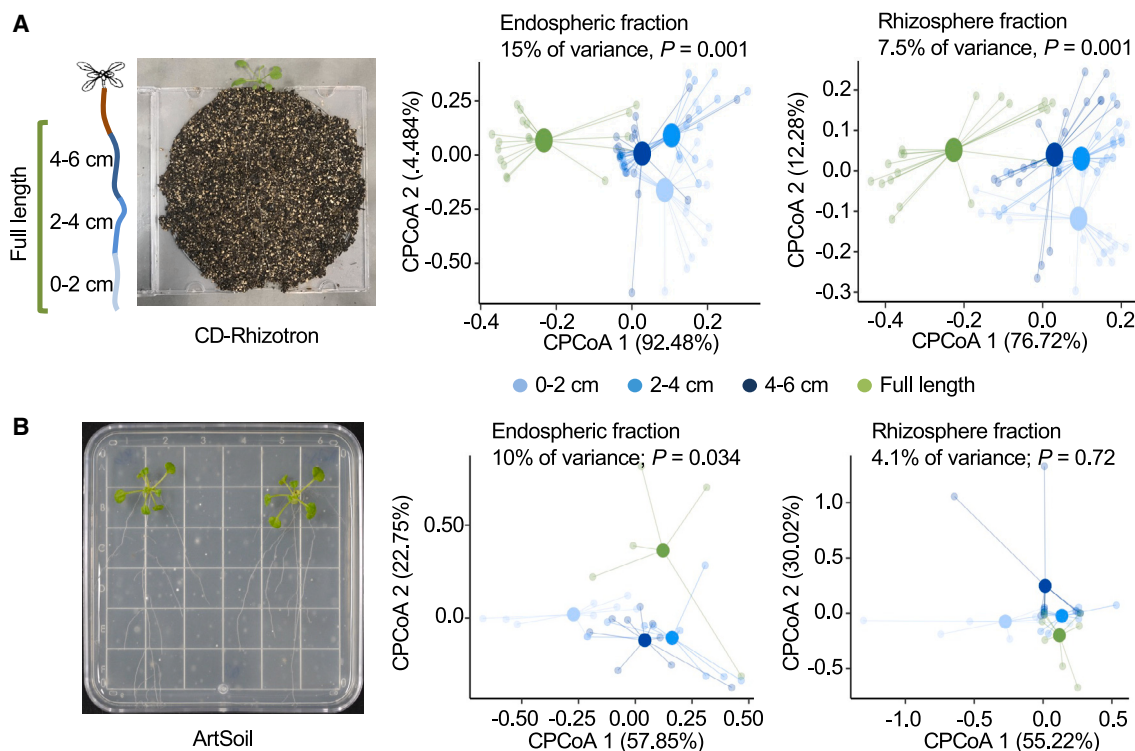 A
Full length
4-6 cm
2-4 cm
0-2 cm
CD-Rhizotron
Endospheric fraction
15% of variance, P = 0.001
CPCoA 2 (.4.484%)
0.25
0.00
-0.25
-0.50
-0.4
-0.2
0.0
0.2
CPCoA 1 (92.48%)
Rhizosphere fraction
7.5% of variance, P = 0.001
CPCoA 2 (12.28%)
0.2
0.1
0.0
-0.1
-0.2
-0.3
-0.4
-0.2
0.0
0.2
CPCoA 1 (76.72%)
0-2 cm
2-4 cm
4-6 cm
Full length
B
ArtSoil
Endospheric fraction
10% of variance; P = 0.034
CPCoA 2 (22.75%)
0.50
0.0
-0.50
-0.25
0.00
0.25
0.50
CPCoA 1 (57.85%)
Rhizosphere fraction
4.1% of variance; P = 0.72
CPCoA 2 (30.02%)
1.0
0.5
0.0
-0.5
-1.0
0.0
0.5
CPCoA 1 (55.22%)